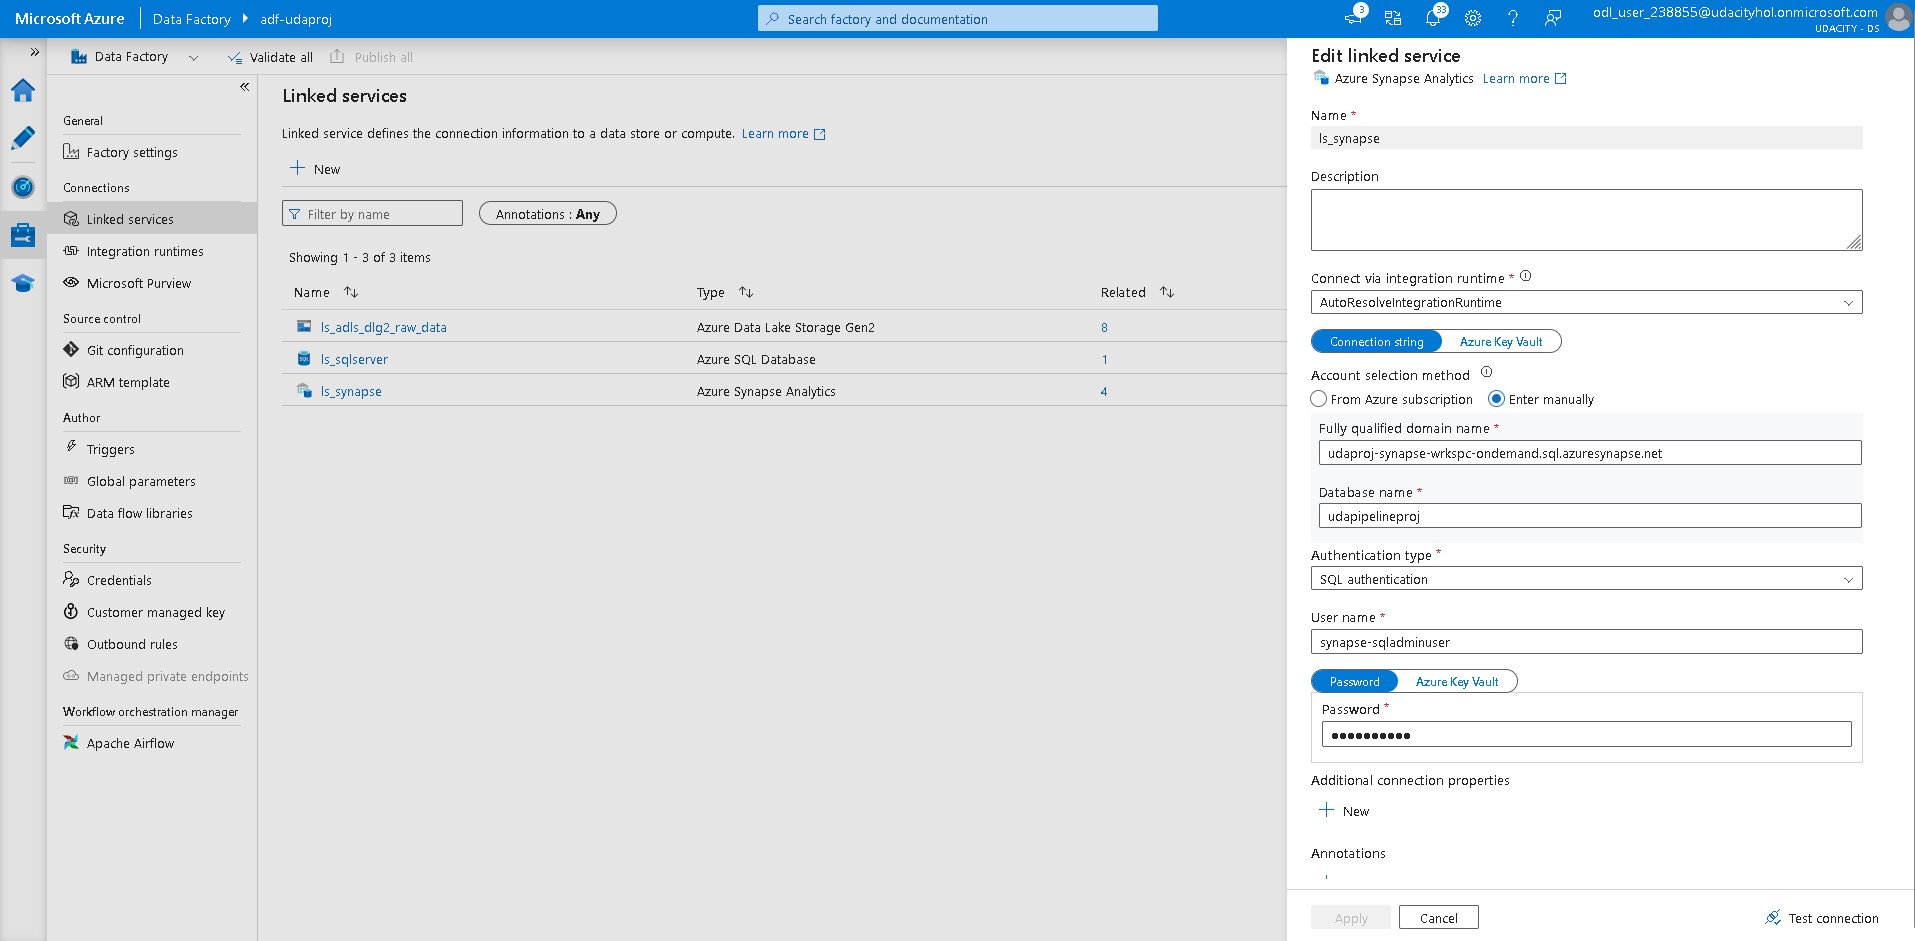 Microsoft Azure
Data Factory
adf-udaproj
Search factory and documentation
3
33
odl_user_238855@udacityhol.onmicrosoft.com
UDACITY - DS
Data Factory
Validate all
Publish all
General
Factory settings
Connections
Linked services
Integration runtimes
Microsoft Purview
Source control
Git configuration
ARM template
Author
Triggers
Global parameters
Data flow libraries
Security
Credentials
Customer managed key
Outbound rules
Managed private endpoints
Workflow orchestration manager
Apache Airflow
Linked services
Linked service defines the connection information to a data store or compute. Learn more
New
Filter by name
Annotations : Any
Showing 1 - 3 of 3 items
Name Type Related
ls_adls_dlg2_raw_data Azure Data Lake Storage Gen2 8
ls_sqlserver Azure SQL Database 1
ls_synapse Azure Synapse Analytics 4
Edit linked service
Azure Synapse Analytics Learn more
Name *
ls_synapse
Description
Connect via integration runtime *
AutoResolveIntegrationRuntime
Connection string Azure Key Vault
Account selection method
From Azure subscription Enter manually
Fully qualified domain name *
udaproj-synapse-wrkspc-ondemand.sql.azuresynapse.net
Database name *
udapipelineproj
Authentication type *
SQL authentication
User name *
synapse-sqladminuser
Password Azure Key Vault
Password *
••••••••••
Additional connection properties
New
Annotations
Apply Cancel Test connection